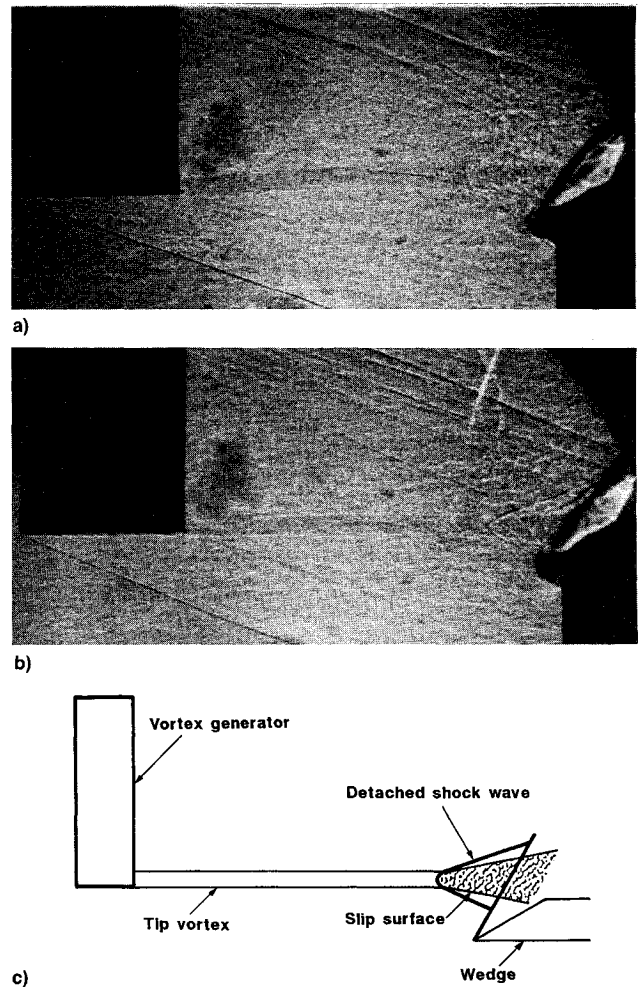 a)
b)
Vortex generator
Detached shock wave
Tip vortex
Slip surface
Wedge
c)